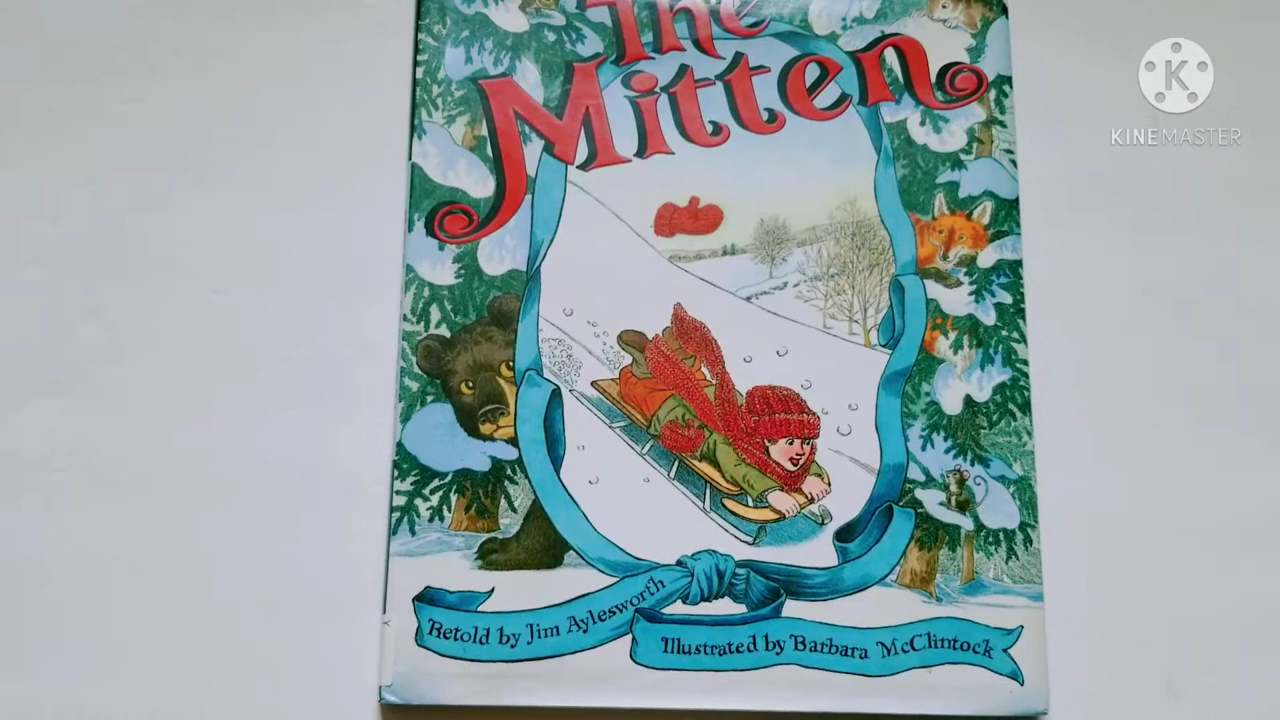 The
Mitten
K
KINEMASTER
Retold by Jim Aylesworth
Illustrated by Barbara McClintock